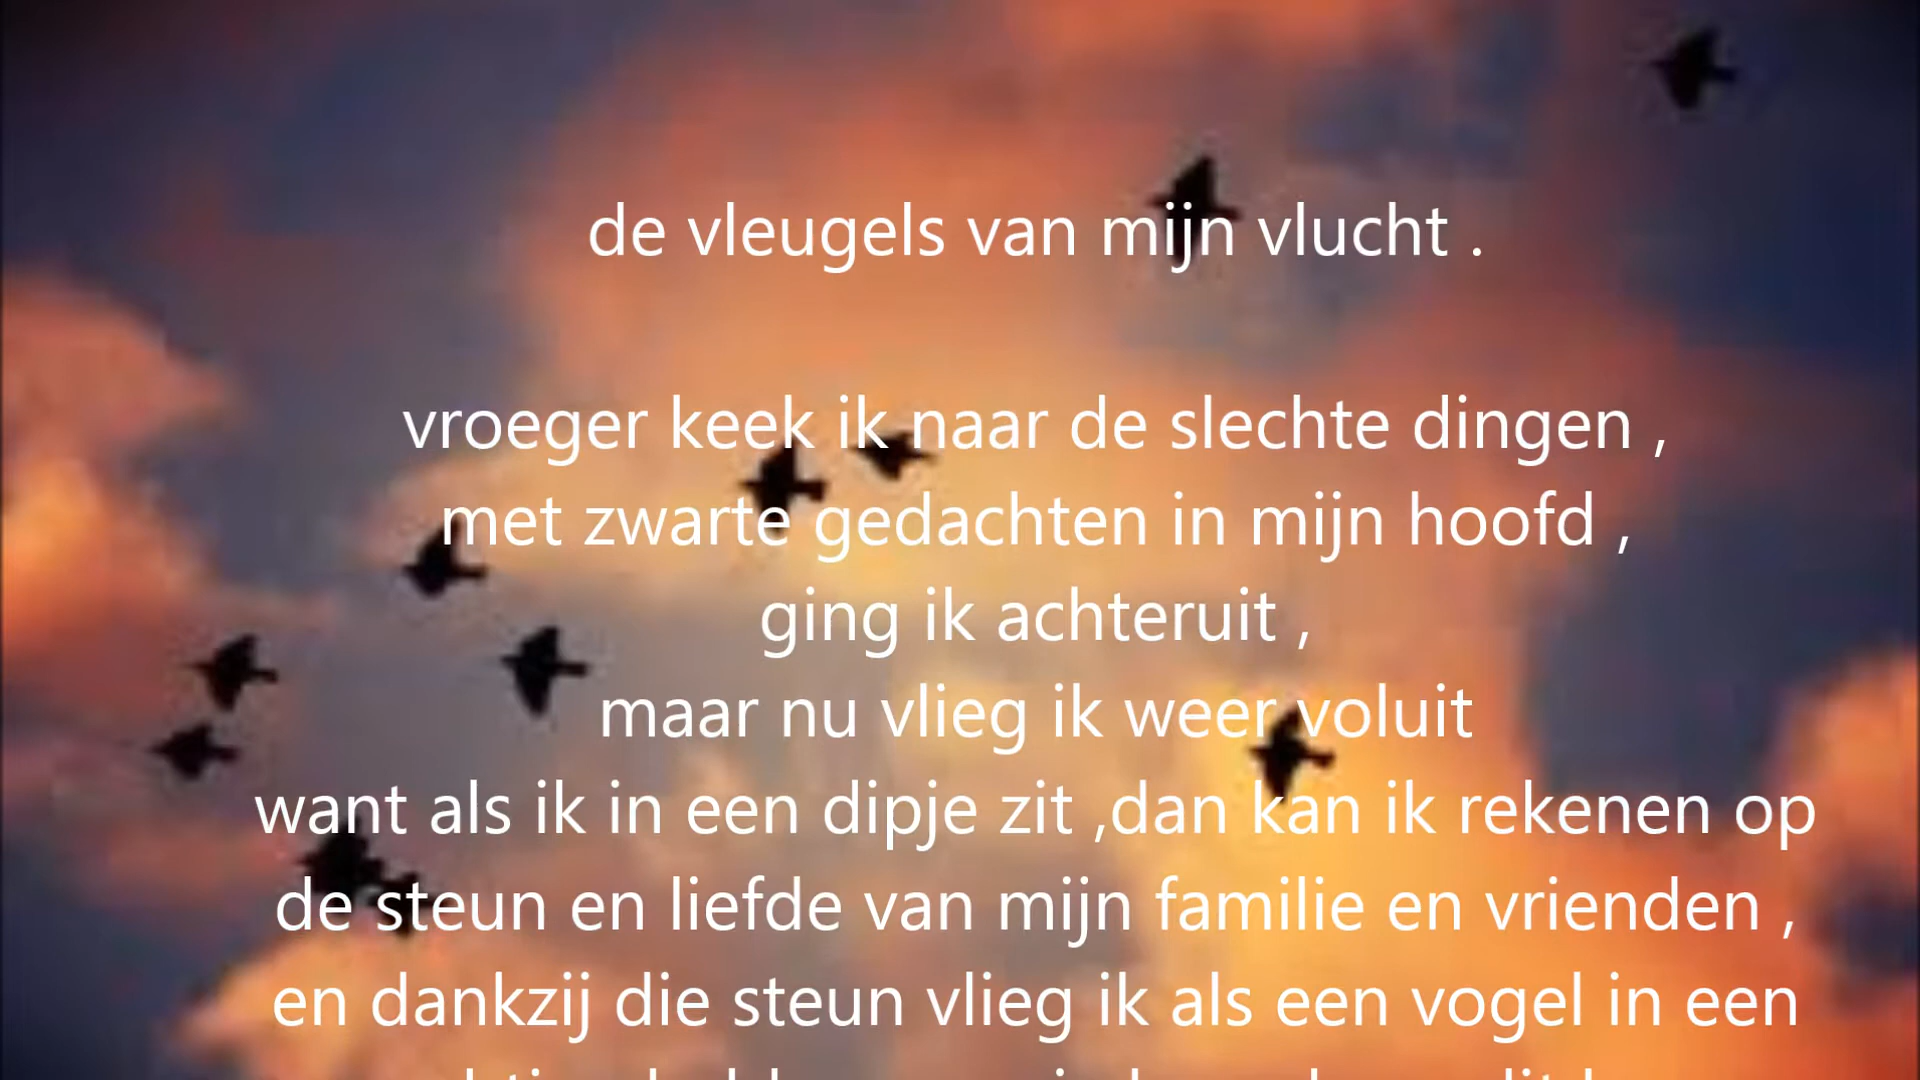 de vleugels van mijn vlucht .
vroeger keek ik naar de slechte dingen ,
met zwarte gedachten in mijn hoofd ,
ging ik achteruit ,
maar nu vlieg ik weer voluit
want als ik in een dipje zit ,dan kan ik rekenen op
de steun en liefde van mijn familie en vrienden ,
en dankzij die steun vlieg ik als een vogel in een